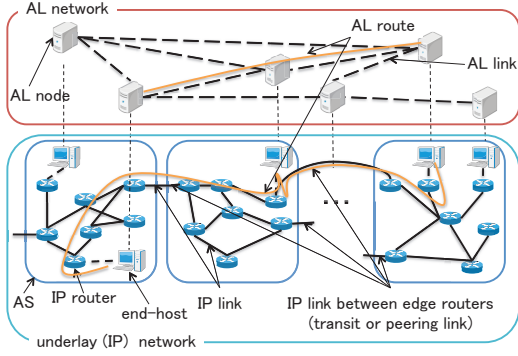 AL network
AL route
AL link
AL node
...
AS
IP router
end-host
IP link
IP link between edge routers
(transit or peering link)
underlay (IP) network